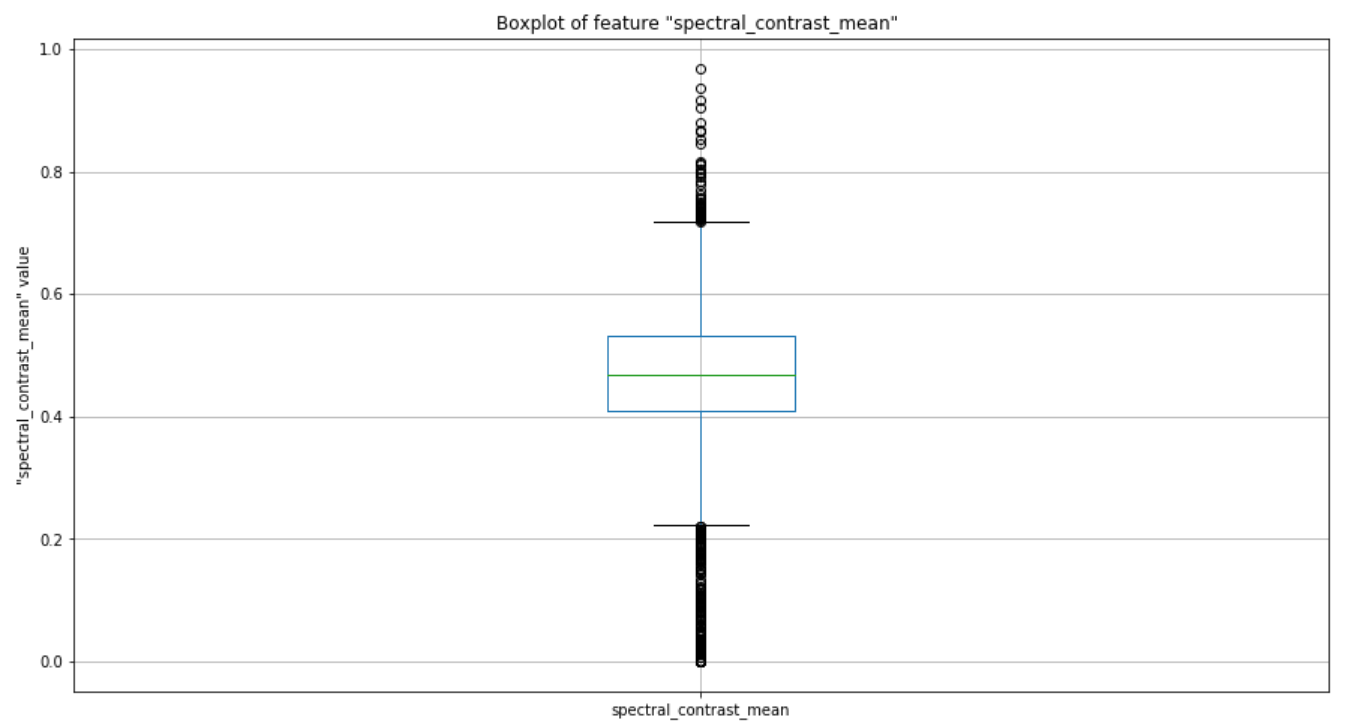 Boxplot of feature "spectral_contrast_mean"
1.0
0.8
0.6
0.4
0.2
0.0
"spectral_contrast_mean" value
spectral_contrast_mean